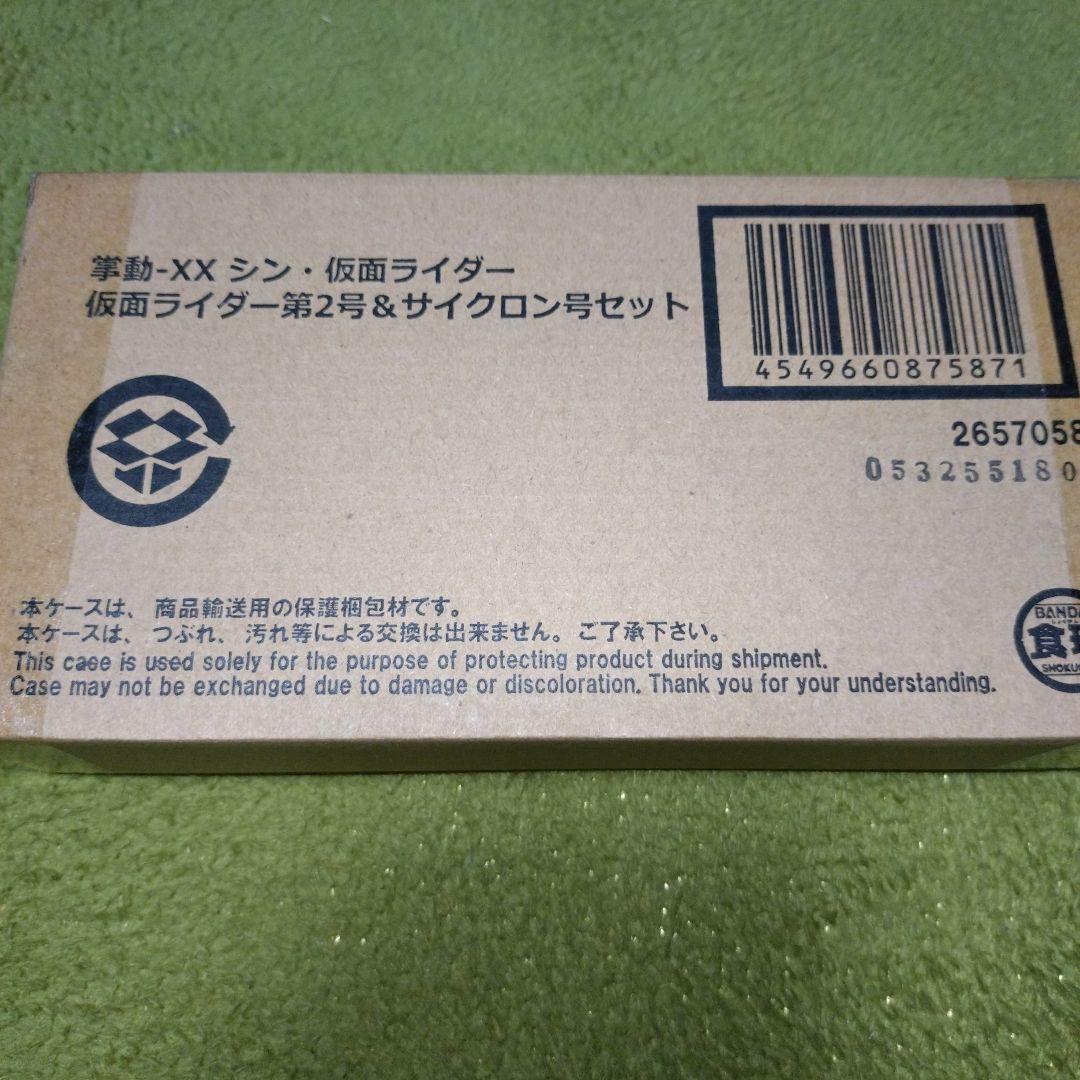 掌動-XX シン・仮面ライダー
仮面ライダー第2号＆サイクロン号セット
4549660875871
2657058
053255180
本ケースは、商品輸送用の保護梱包材です。
本ケースは、つぶれ、汚れ等による交換は出来ません。ご了承下さい。
This case is used solely for the purpose of protecting product during shipment.
Case may not be exchanged due to damage or discoloration. Thank you for your understanding.
BANDA
食
SHOKU